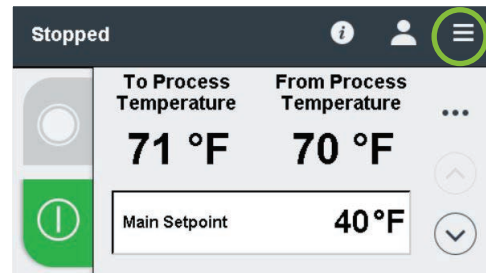 Stopped
To Process From Process
Temperature Temperature
71 °F 70 °F
Main Setpoint 40°F